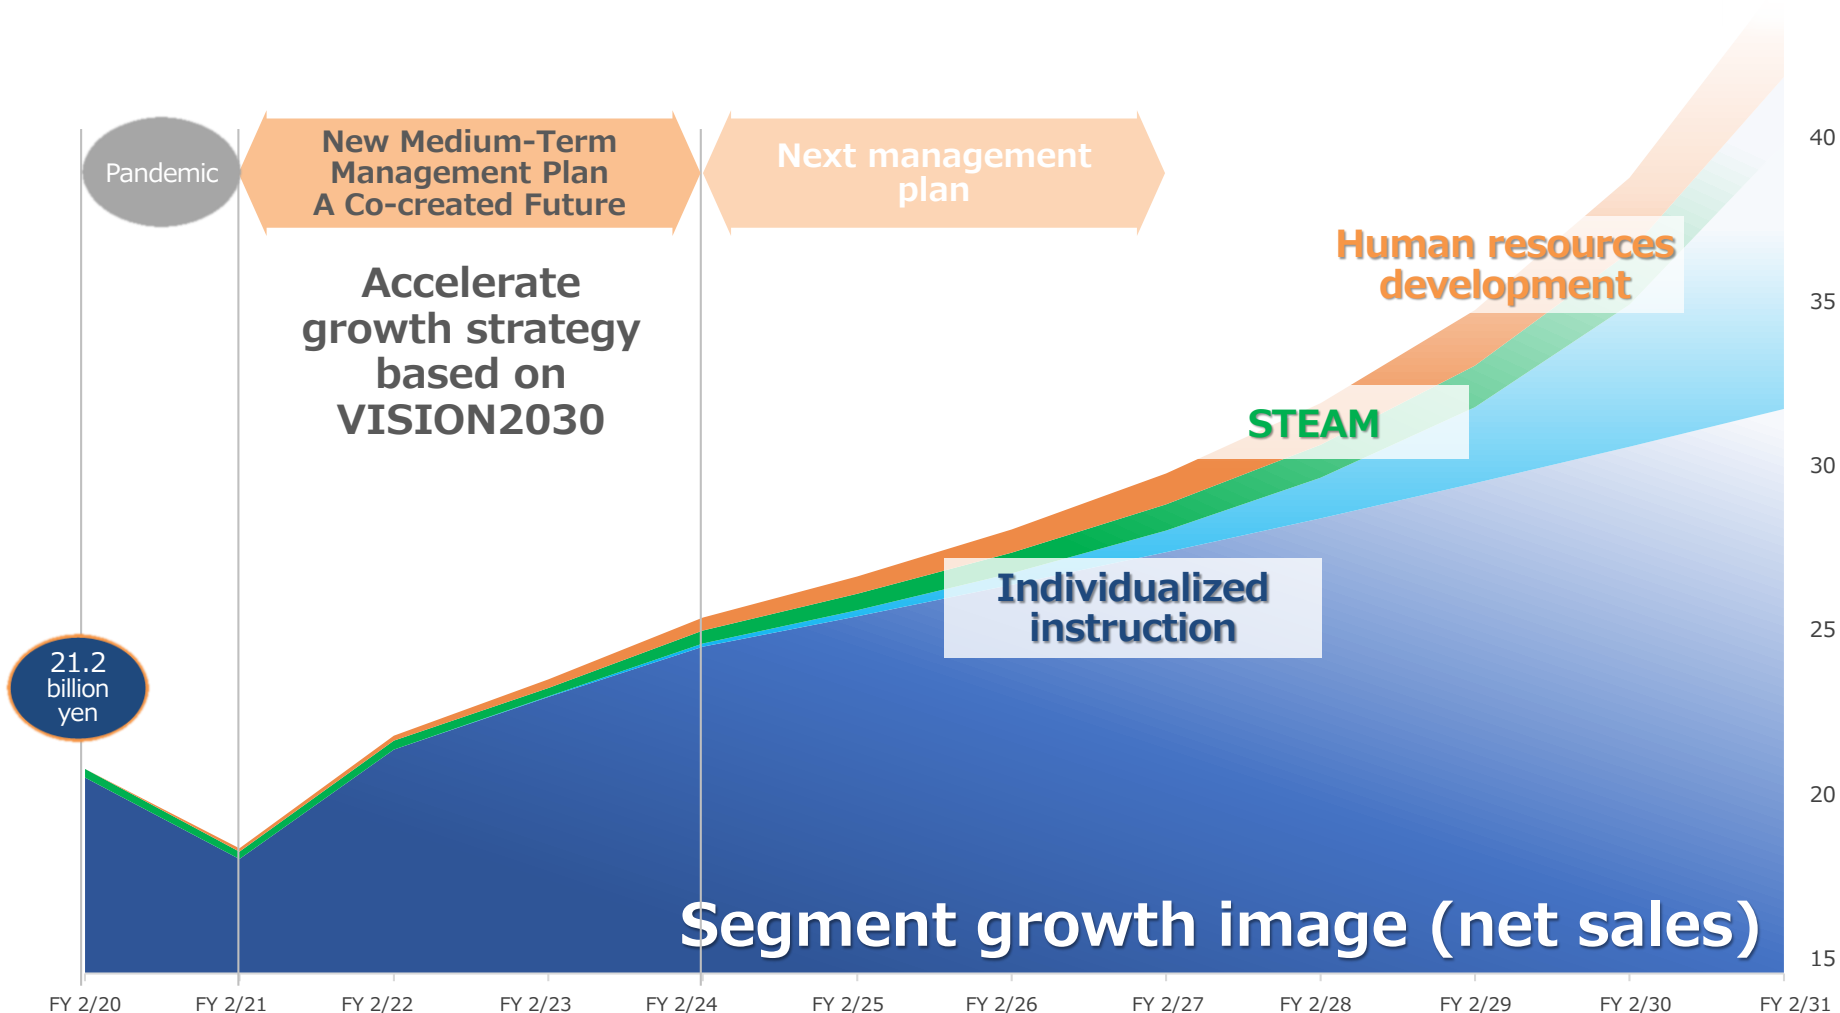 Pandemic
New Medium-Term
Management Plan
A Co-created Future
Next management
plan
Accelerate
growth strategy
based on
VISION2030
Human resources
development
STEAM
Individualized
instruction
21.2
billion
yen
Segment growth image (net sales)
40
35
30
25
20
15
FY 2/20
FY 2/21
FY 2/22
FY 2/23
FY 2/24
FY 2/25
FY 2/26
FY 2/27
FY 2/28
FY 2/29
FY 2/30
FY 2/31